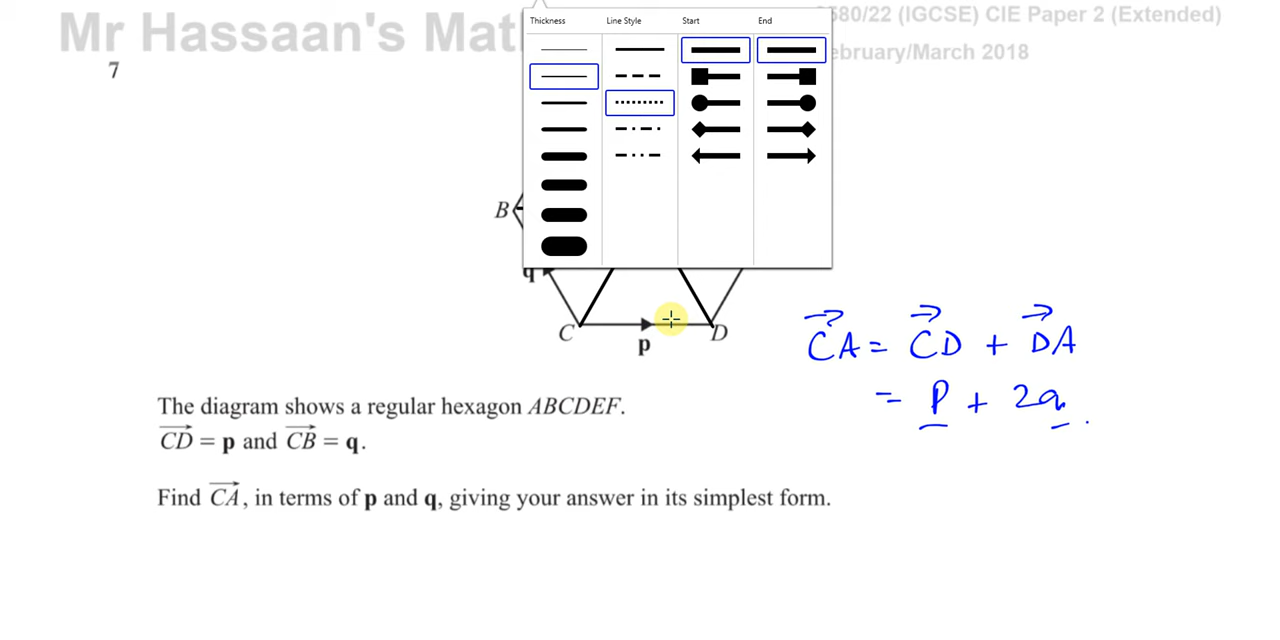 Mr Hassaan's Mat
580/22 (IGCSE) CIE Paper 2 (Extended)
ebruary/March 2018
7
Thickness Line Style Start End
B
q
C D
p
CA = CD + DA
= p + 2q.
The diagram shows a regular hexagon ABCDEF.
CD = p and CB = q.
Find CA, in terms of p and q, giving your answer in its simplest form.